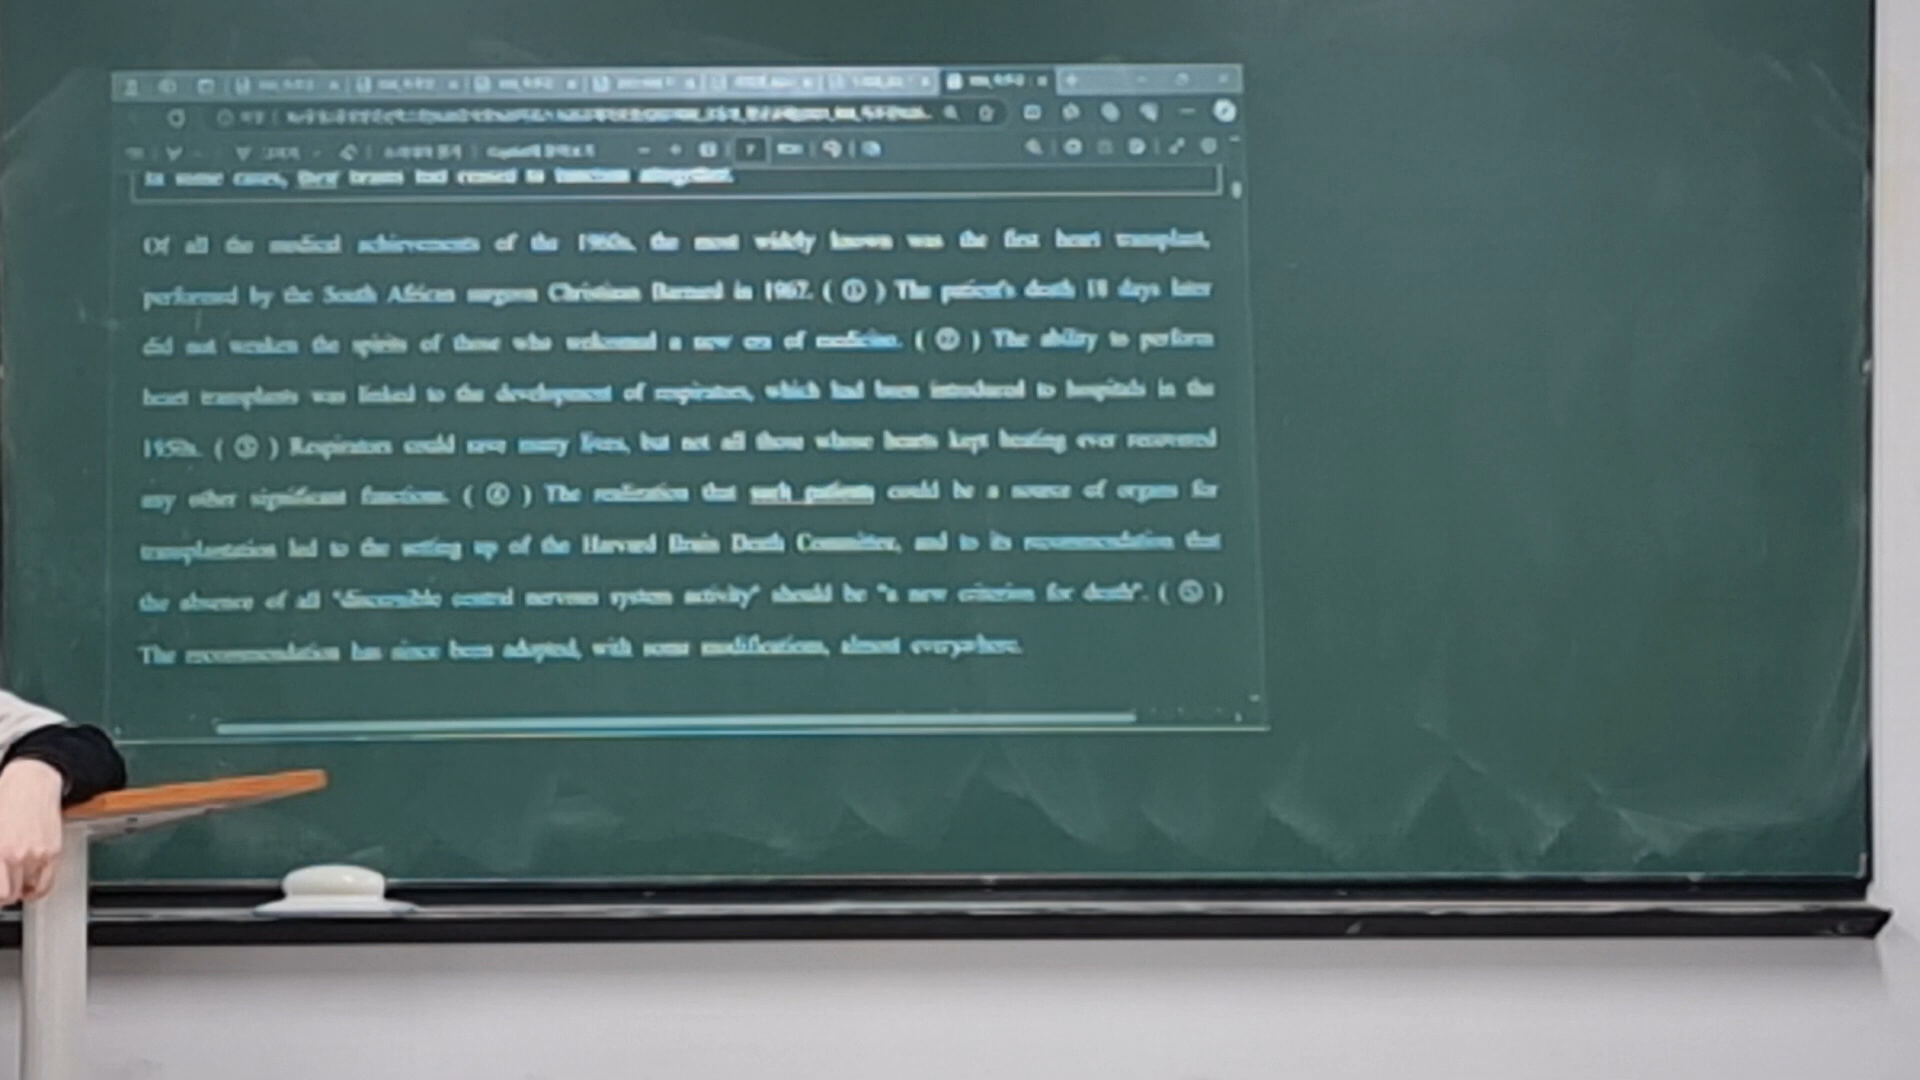 In some cases, their brains had ceased to function altogether.
Of all the medical achievements of the 1960s, the most widely known was the first heart transplant,
performed by the South African surgeon Christian Barnard in 1967. ( ① ) The patient's death 18 days later
did not weaken the spirits of those who welcomed a new era of medicine. ( ② ) The ability to perform
heart transplants was linked to the development of respirators, which had been introduced to hospitals in the
1950s. ( ③ ) Respirators could save many lives, but not all those whose hearts kept beating ever recovered
any other significant functions. ( ④ ) The realization that such patients could be a source of organs for
transplantation led to the setting up of the Harvard Brain Death Committee, and to its recommendation that
the absence of all "discernible central nervous system activity" should be "a new criterion for death". ( ⑤ )
The recommendation has since been adopted, with some modifications, almost everywhere.